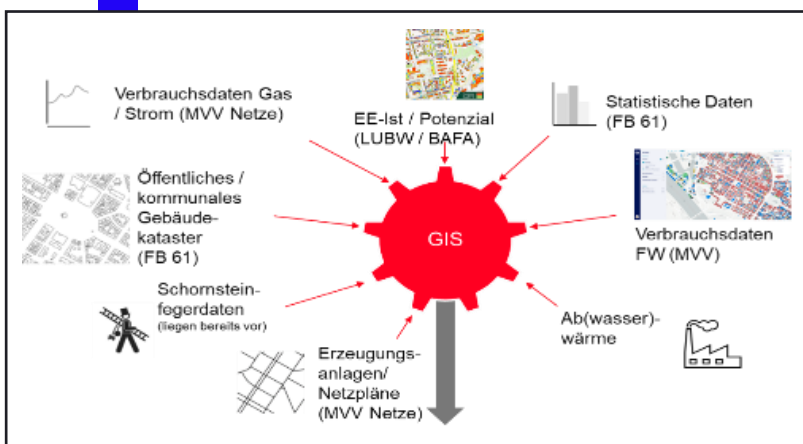 Verbrauchsdaten Gas
/ Strom (MVV Netze)
EE-Ist / Potenzial
(LUBW / BAFA)
Statistische Daten
(FB 61)
Öffentliches /
kommunales
Gebäude-
kataster
(FB 61)
GIS
Verbrauchsdaten
FW (MVV)
Schornstein-
fegerdaten
(liegen bereits vor)
Erzeugungs-
anlagen/
Netzpläne
(MVV Netze)
Ab(wasser)-
wärme